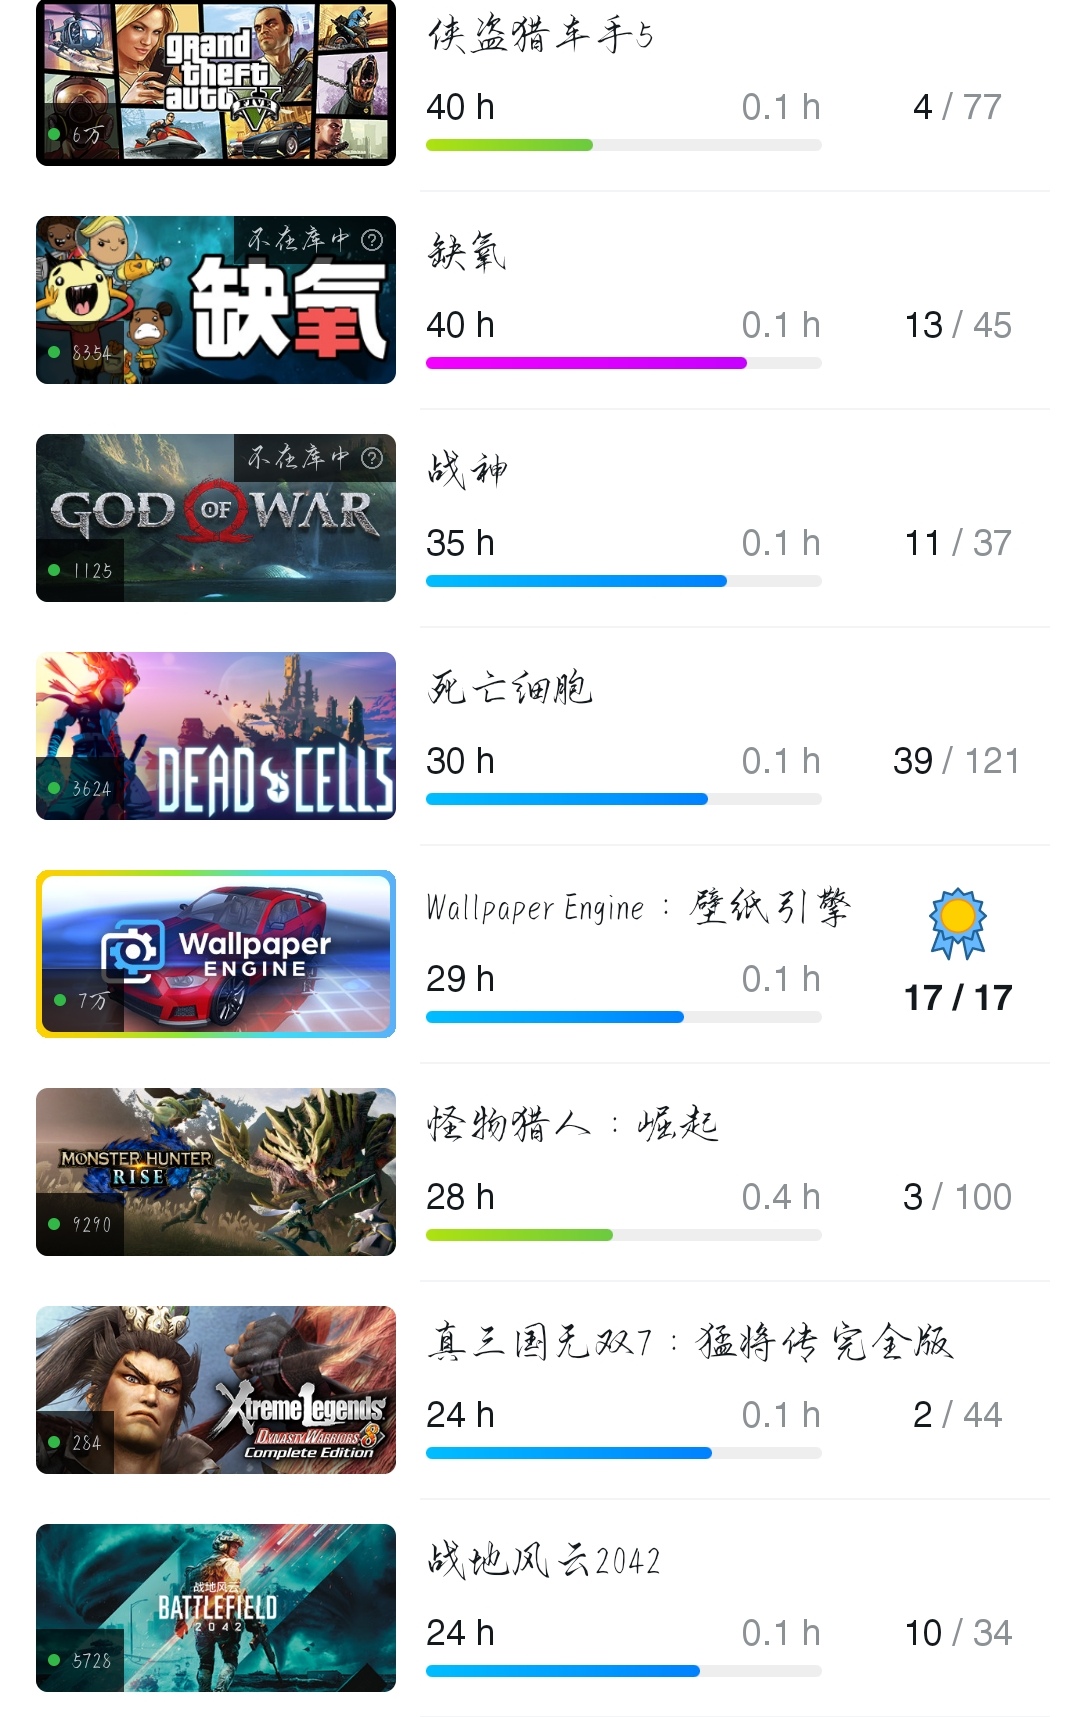 grand
theft
auto
FIVE
6万
侠盗猎车手5
40 h
0.1 h
4 / 77
不在库中 ?
缺氧
8354
缺氧
40 h
0.1 h
13 / 45
不在库中 ?
GOD OF WAR
1125
战神
35 h
0.1 h
11 / 37
DEAD CELLS
3624
死亡细胞
30 h
0.1 h
39 / 121
Wallpaper
ENGINE
7万
Wallpaper Engine：壁纸引擎
29 h
0.1 h
17 / 17
MONSTER HUNTER
RISE
9290
怪物猎人：崛起
28 h
0.4 h
3 / 100
Xtreme Legends
DYNASTY WARRIORS 8
Complete Edition
284
真三国无双7：猛将传 完全版
24 h
0.1 h
2 / 44
战地风云
BATTLEFIELD
2042
5728
战地风云2042
24 h
0.1 h
10 / 34